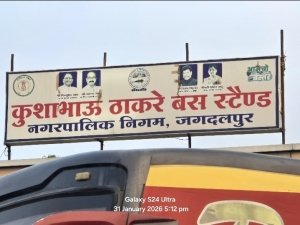 कुशाभाऊ ठाकरे बस स्टैण्ड
नगरपालिक निगम, जगदलपुर
Galaxy S24 Ultra
31 January 2026 5:12 pm